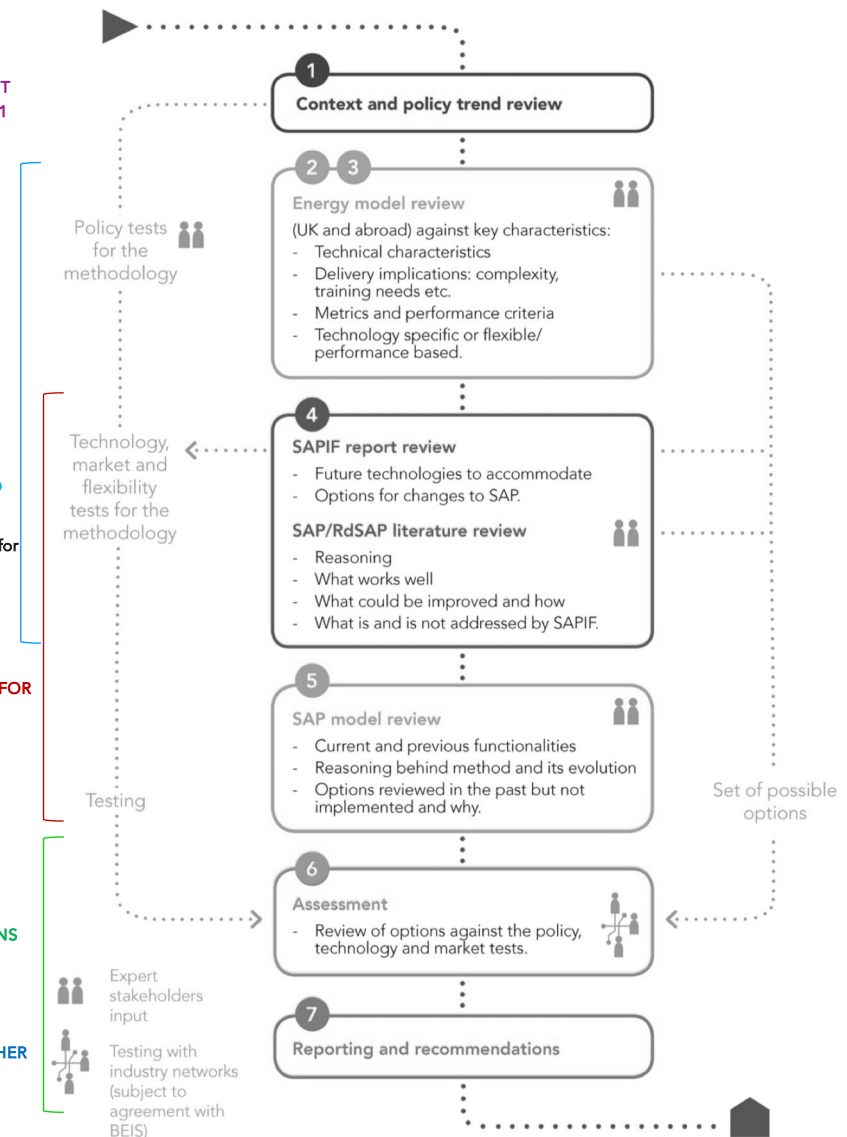 T
1
1
Context and policy trend review
2 3
Energy model review
(UK and abroad) against key characteristics:
- Technical characteristics
- Delivery implications: complexity,
training needs etc.
- Metrics and performance criteria
- Technology specific or flexible/
performance based.
Policy tests
for the
methodology
4
SAPIF report review
- Future technologies to accommodate
- Options for changes to SAP.
SAP/RdSAP literature review
- Reasoning
- What works well
- What could be improved and how
- What is and is not addressed by SAPIF.
Technology,
market and
flexibility
tests for the
methodology
for
FOR
5
SAP model review
- Current and previous functionalities
- Reasoning behind method and its evolution
- Options reviewed in the past but not
implemented and why.
Testing
Set of possible
options
6
Assessment
- Review of options against the policy,
technology and market tests.
NS
Expert
stakeholders
input
HER
Testing with
industry networks
(subject to
agreement with
BEIS)
7
Reporting and recommendations